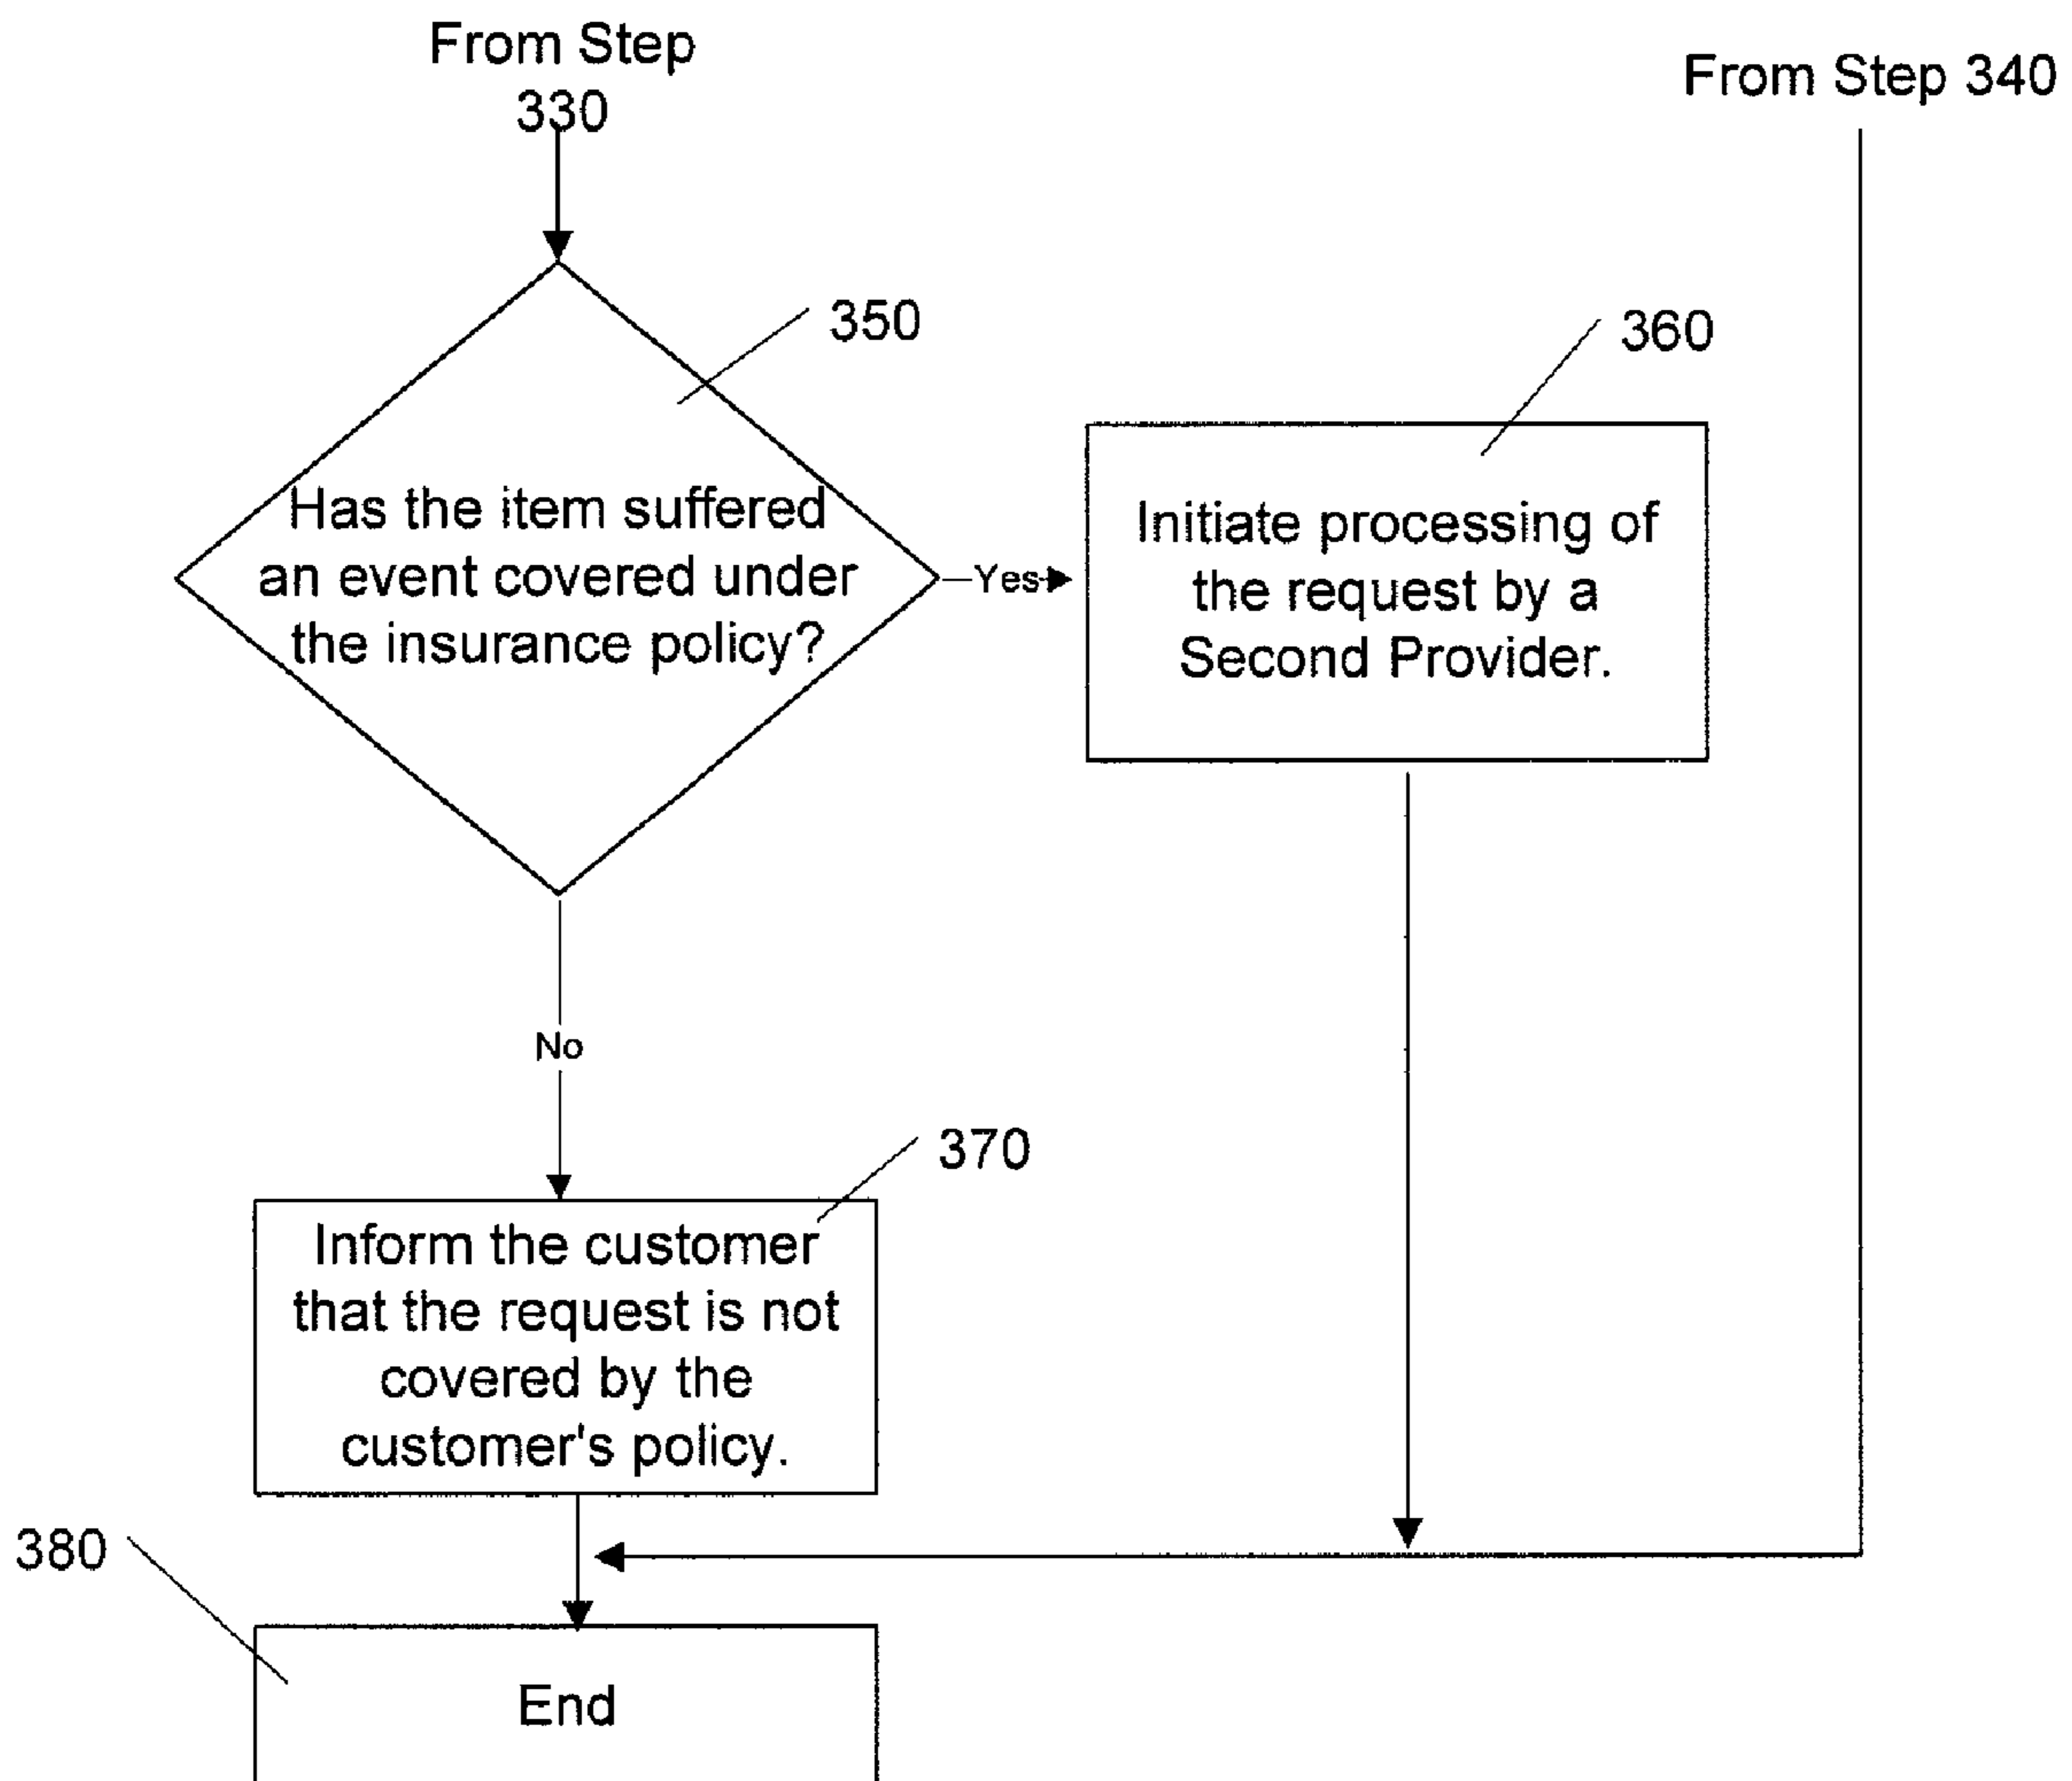 From Step
330
From Step 340
350
360
Has the item suffered
an event covered under
the insurance policy?
Yes
Initiate processing of
the request by a
Second Provider.
No
370
Inform the customer
that the request is not
covered by the
customer's policy.
380
End